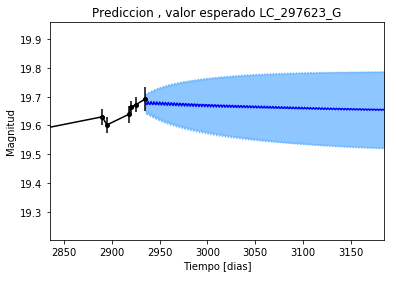 Prediccion , valor esperado LC_297623_G
Magnitud
19.9
19.8
19.7
19.6
19.5
19.4
19.3
2850 2900 2950 3000 3050 3100 3150
Tiempo [dias]